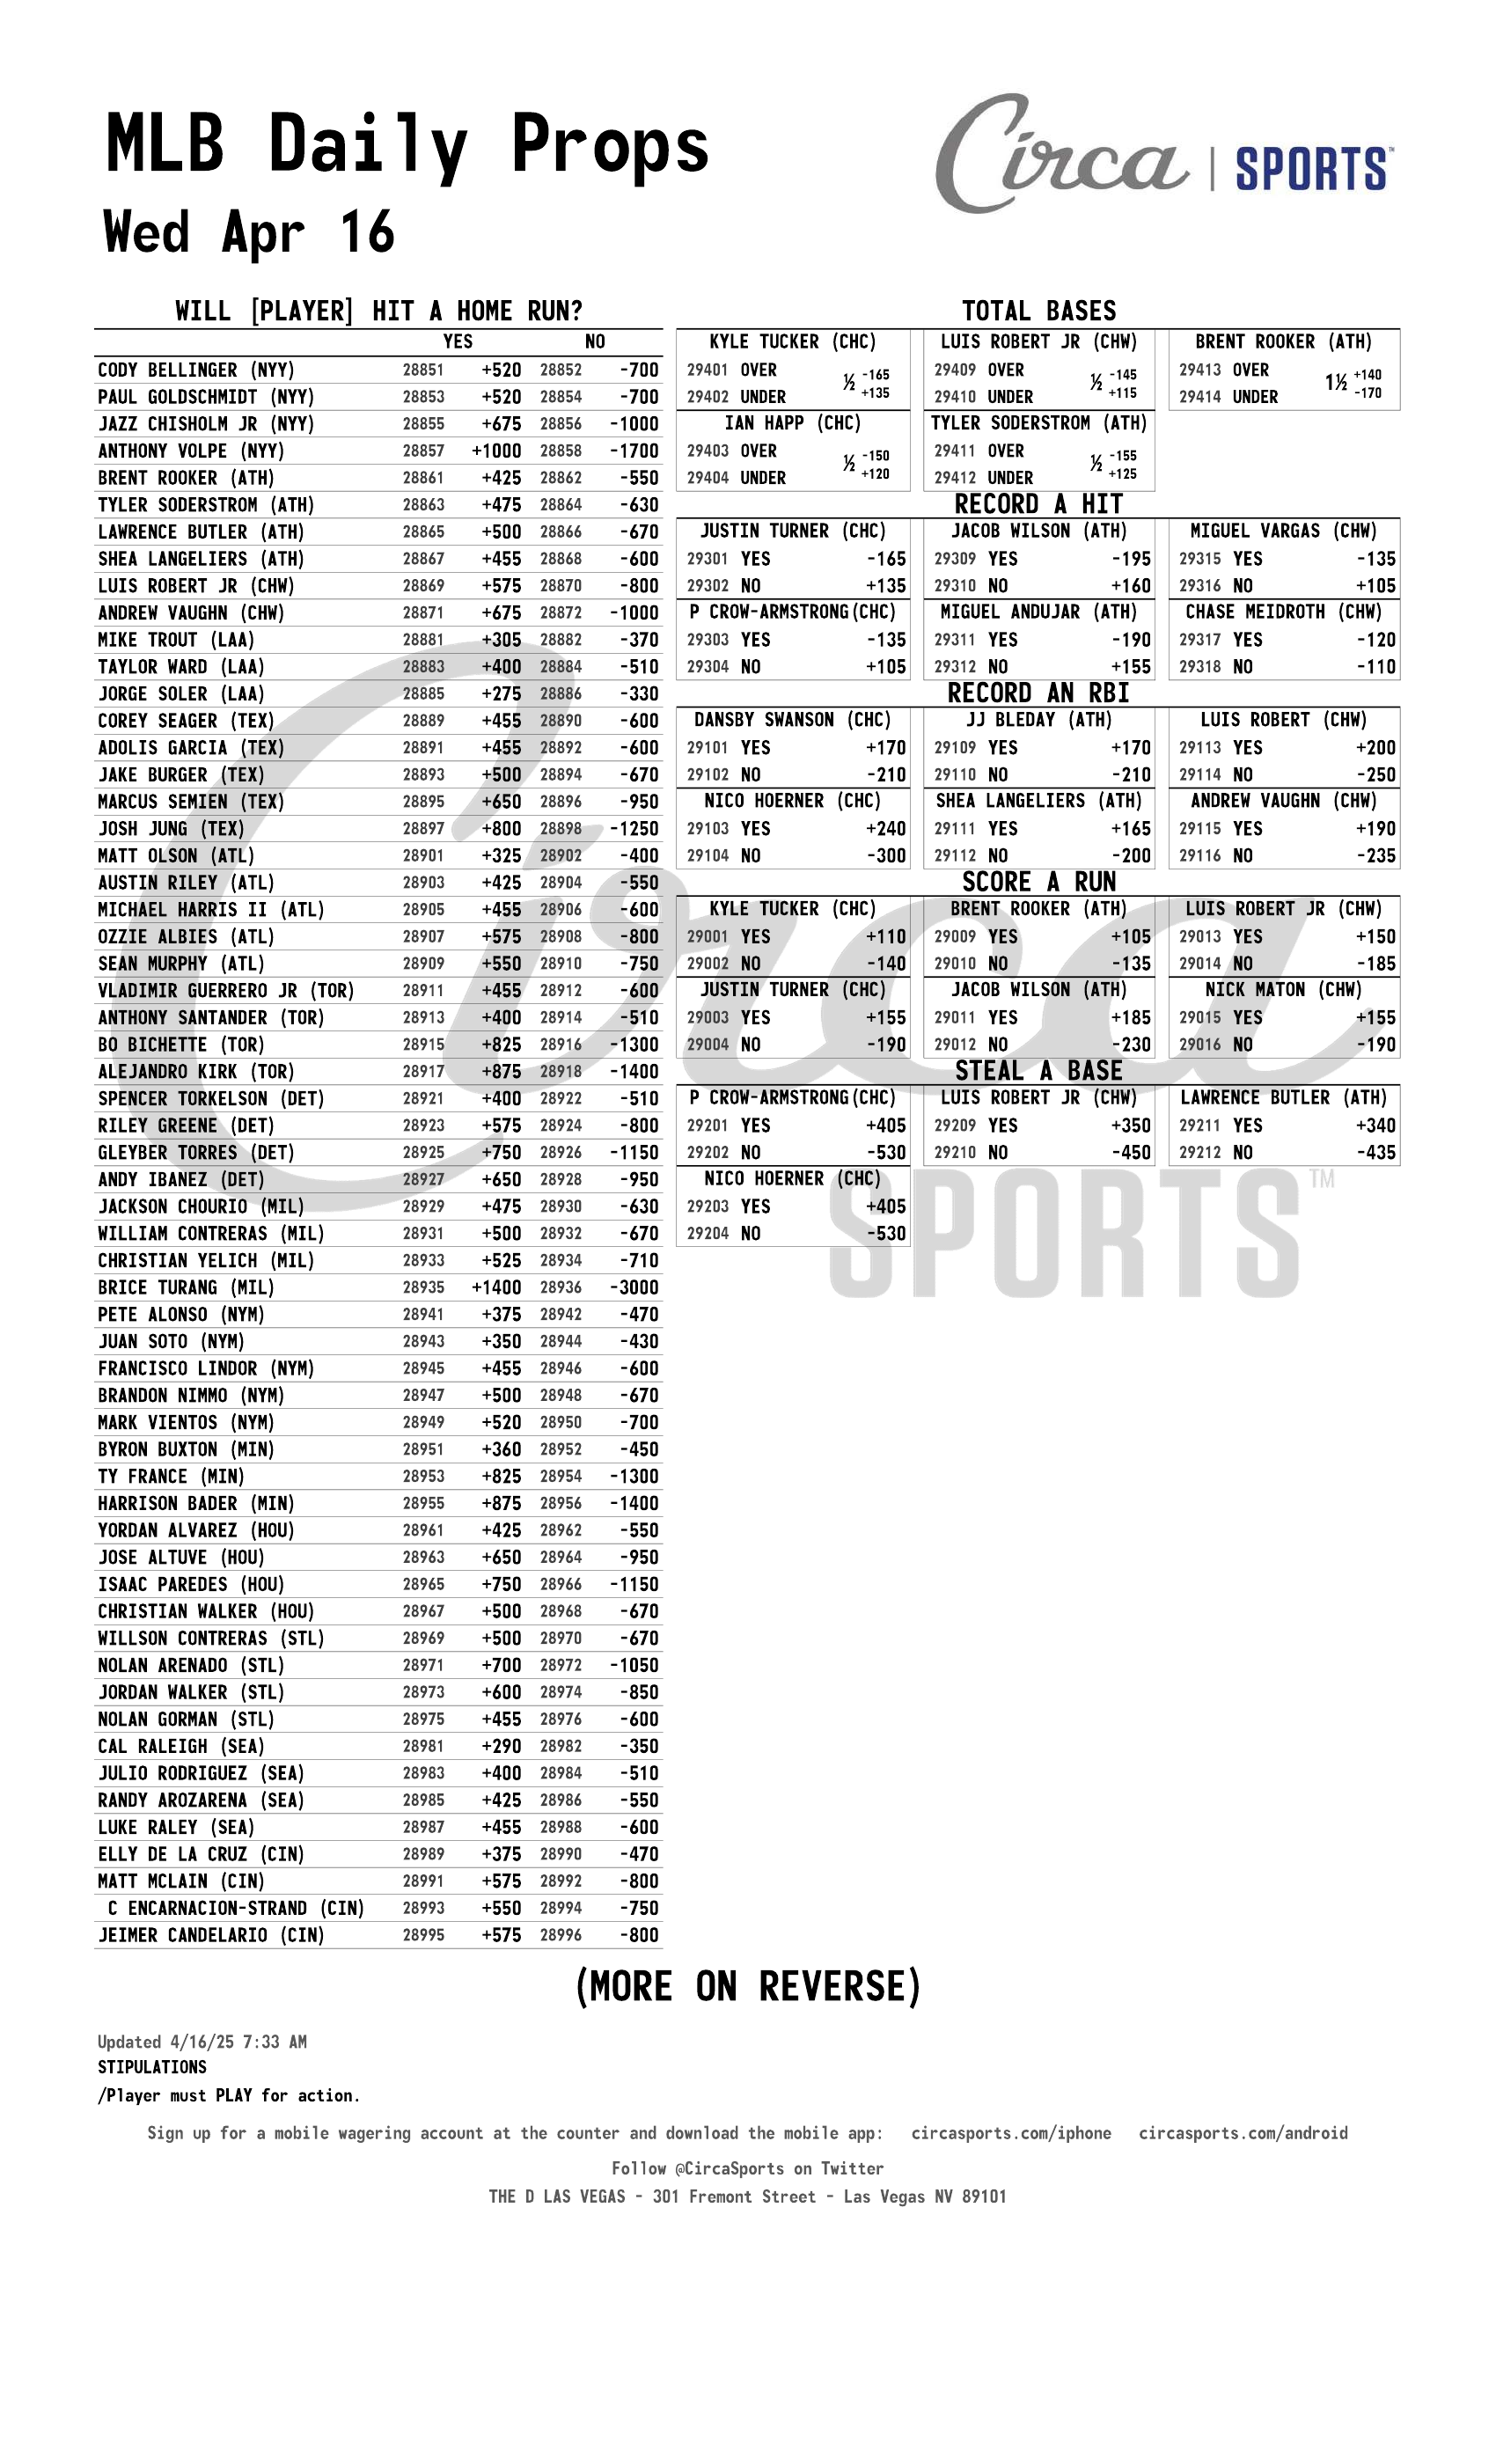 MLB Daily Props
Wed Apr 16
Circa | SPORTS™
WILL [PLAYER] HIT A HOME RUN?
YES NO
CODY BELLINGER (NYY) 28851 +520 28852 -700
PAUL GOLDSCHMIDT (NYY) 28853 +520 28854 -700
JAZZ CHISHOLM JR (NYY) 28855 +675 28856 -1000
ANTHONY VOLPE (NYY) 28857 +1000 28858 -1700
BRENT ROOKER (ATH) 28861 +425 28862 -550
TYLER SODERSTROM (ATH) 28863 +475 28864 -630
LAWRENCE BUTLER (ATH) 28865 +500 28866 -670
SHEA LANGELIERS (ATH) 28867 +455 28868 -600
LUIS ROBERT JR (CHW) 28869 +575 28870 -800
ANDREW VAUGHN (CHW) 28871 +675 28872 -1000
MIKE TROUT (LAA) 28881 +305 28882 -370
TAYLOR WARD (LAA) 28883 +400 28884 -510
JORGE SOLER (LAA) 28885 +275 28886 -330
COREY SEAGER (TEX) 28889 +455 28890 -600
ADOLIS GARCIA (TEX) 28891 +455 28892 -600
JAKE BURGER (TEX) 28893 +500 28894 -670
MARCUS SEMIEN (TEX) 28895 +650 28896 -950
JOSH JUNG (TEX) 28897 +800 28898 -1250
MATT OLSON (ATL) 28901 +325 28902 -400
AUSTIN RILEY (ATL) 28903 +425 28904 -550
MICHAEL HARRIS II (ATL) 28905 +455 28906 -600
OZZIE ALBIES (ATL) 28907 +575 28908 -800
SEAN MURPHY (ATL) 28909 +550 28910 -750
VLADIMIR GUERRERO JR (TOR) 28911 +455 28912 -600
ANTHONY SANTANDER (TOR) 28913 +400 28914 -510
BO BICHETTE (TOR) 28915 +825 28916 -1300
ALEJANDRO KIRK (TOR) 28917 +875 28918 -1400
SPENCER TORKELSON (DET) 28921 +400 28922 -510
RILEY GREENE (DET) 28923 +575 28924 -800
GLEYBER TORRES (DET) 28925 +750 28926 -1150
ANDY IBANEZ (DET) 28927 +650 28928 -950
JACKSON CHOURIO (MIL) 28929 +475 28930 -630
WILLIAM CONTRERAS (MIL) 28931 +500 28932 -670
CHRISTIAN YELICH (MIL) 28933 +525 28934 -710
BRICE TURANG (MIL) 28935 +1400 28936 -3000
PETE ALONSO (NYM) 28941 +375 28942 -470
JUAN SOTO (NYM) 28943 +350 28944 -430
FRANCISCO LINDOR (NYM) 28945 +455 28946 -600
BRANDON NIMMO (NYM) 28947 +500 28948 -670
MARK VIENTOS (NYM) 28949 +520 28950 -700
BYRON BUXTON (MIN) 28951 +360 28952 -450
TY FRANCE (MIN) 28953 +825 28954 -1300
HARRISON BADER (MIN) 28955 +875 28956 -1400
YORDAN ALVAREZ (HOU) 28961 +425 28962 -550
JOSE ALTUVE (HOU) 28963 +650 28964 -950
ISAAC PAREDES (HOU) 28965 +750 28966 -1150
CHRISTIAN WALKER (HOU) 28967 +500 28968 -670
WILLSON CONTRERAS (STL) 28969 +500 28970 -670
NOLAN ARENADO (STL) 28971 +700 28972 -1050
JORDAN WALKER (STL) 28973 +600 28974 -850
NOLAN GORMAN (STL) 28975 +455 28976 -600
CAL RALEIGH (SEA) 28981 +290 28982 -350
JULIO RODRIGUEZ (SEA) 28983 +400 28984 -510
RANDY AROZARENA (SEA) 28985 +425 28986 -550
LUKE RALEY (SEA) 28987 +455 28988 -600
ELLY DE LA CRUZ (CIN) 28989 +375 28990 -470
MATT MCLAIN (CIN) 28991 +575 28992 -800
C ENCARNACION-STRAND (CIN) 28993 +550 28994 -750
JEIMER CANDELARIO (CIN) 28995 +575 28996 -800
TOTAL BASES
KYLE TUCKER (CHC) LUIS ROBERT JR (CHW) BRENT ROOKER (ATH)
29401 OVER ½ -165 29409 OVER ½ -145 29413 OVER 1½ +140
29402 UNDER +135 29410 UNDER +115 29414 UNDER -170
IAN HAPP (CHC) TYLER SODERSTROM (ATH)
29403 OVER ½ -150 29411 OVER ½ -155
29404 UNDER +120 29412 UNDER +125
RECORD A HIT
JUSTIN TURNER (CHC) JACOB WILSON (ATH) MIGUEL VARGAS (CHW)
29301 YES -165 29309 YES -195 29315 YES -135
29302 NO +135 29310 NO +160 29316 NO +105
P CROW-ARMSTRONG(CHC) MIGUEL ANDUJAR (ATH) CHASE MEIDROTH (CHW)
29303 YES -135 29311 YES -190 29317 YES -120
29304 NO +105 29312 NO +155 29318 NO -110
RECORD AN RBI
DANSBY SWANSON (CHC) JJ BLEDAY (ATH) LUIS ROBERT (CHW)
29101 YES +170 29109 YES +170 29113 YES +200
29102 NO -210 29110 NO -210 29114 NO -250
NICO HOERNER (CHC) SHEA LANGELIERS (ATH) ANDREW VAUGHN (CHW)
29103 YES +240 29111 YES +165 29115 YES +190
29104 NO -300 29112 NO -200 29116 NO -235
SCORE A RUN
KYLE TUCKER (CHC) BRENT ROOKER (ATH) LUIS ROBERT JR (CHW)
29001 YES +110 29009 YES +105 29013 YES +150
29002 NO -140 29010 NO -135 29014 NO -185
JUSTIN TURNER (CHC) JACOB WILSON (ATH) NICK MATON (CHW)
29003 YES +155 29011 YES +185 29015 YES +155
29004 NO -190 29012 NO -230 29016 NO -190
STEAL A BASE
P CROW-ARMSTRONG(CHC) LUIS ROBERT JR (CHW) LAWRENCE BUTLER (ATH)
29201 YES +405 29209 YES +350 29211 YES +340
29202 NO -530 29210 NO -450 29212 NO -435
NICO HOERNER (CHC)
29203 YES +405
29204 NO -530
Circa
SPORTS™
(MORE ON REVERSE)
Updated 4/16/25 7:33 AM
STIPULATIONS
/Player must PLAY for action.
Sign up for a mobile wagering account at the counter and download the mobile app: circasports.com/iphone circasports.com/android
Follow @CircaSports on Twitter
THE D LAS VEGAS - 301 Fremont Street - Las Vegas NV 89101